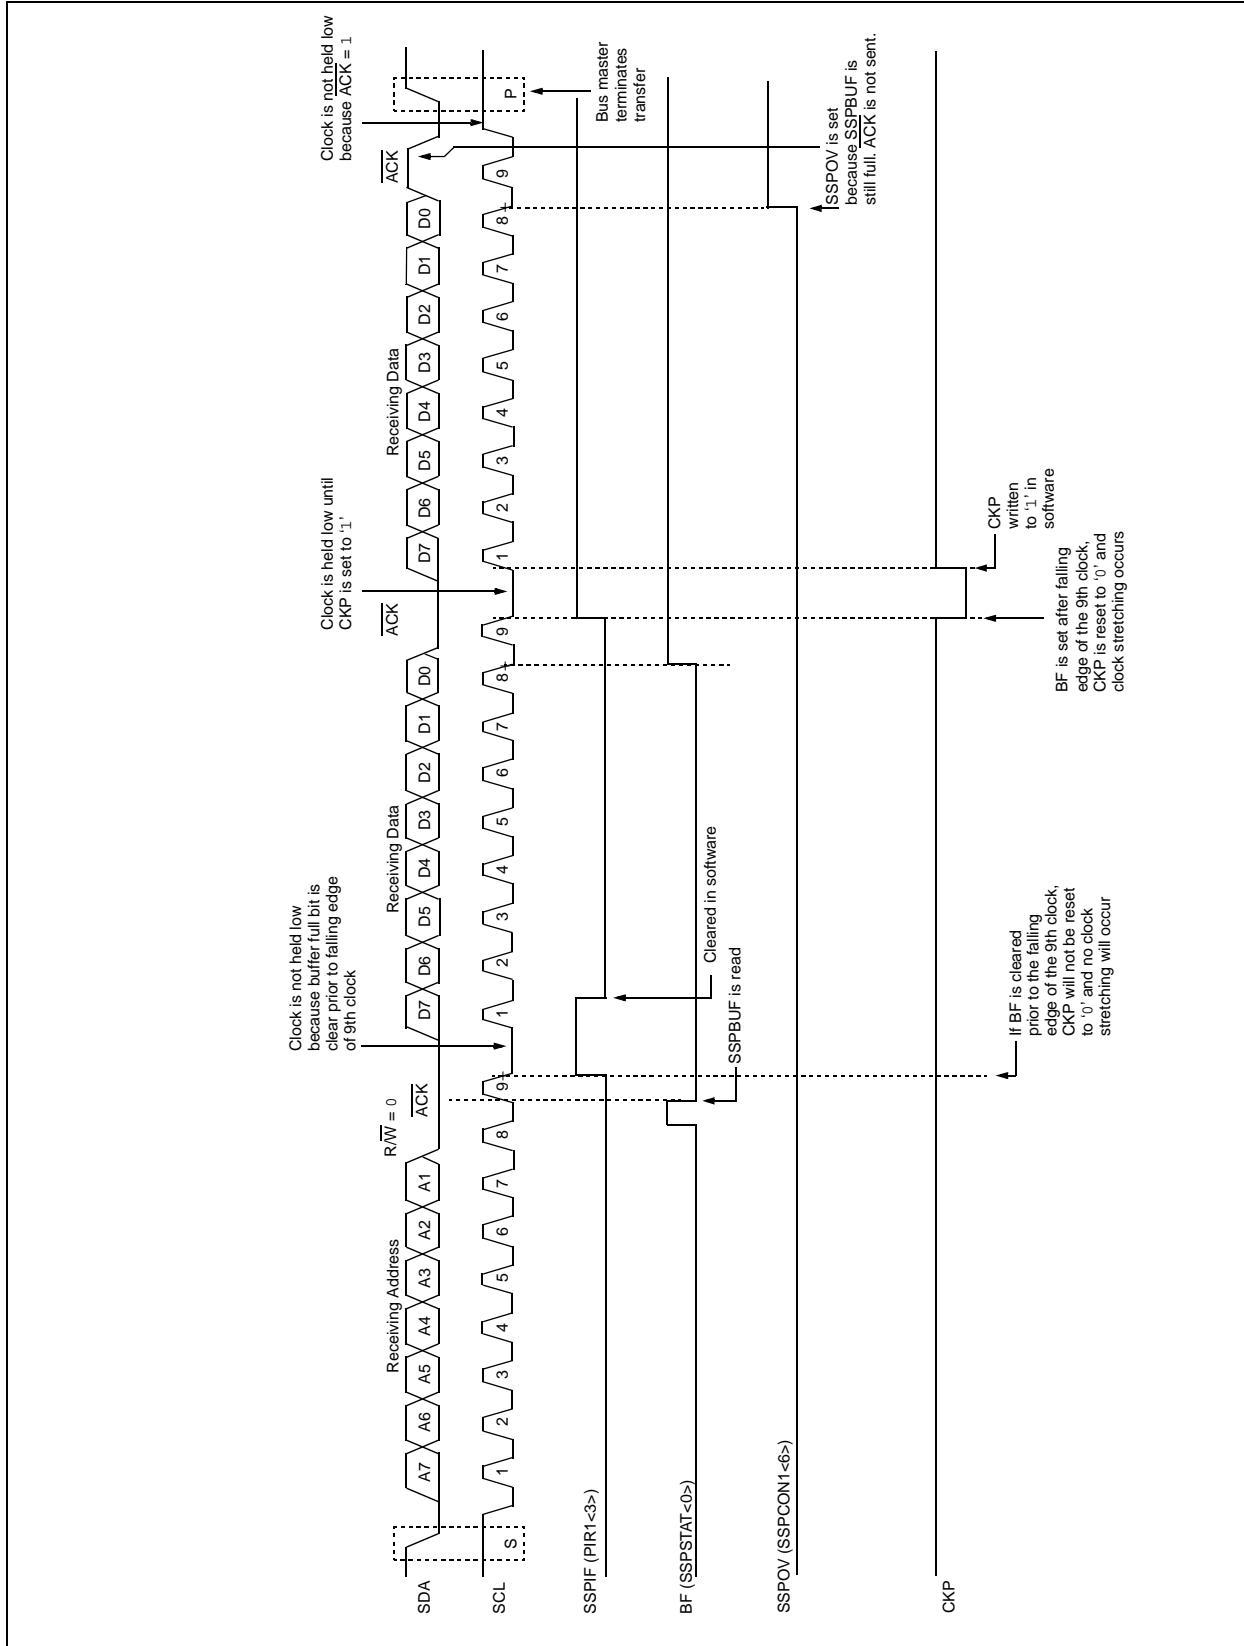 Clock is not held low
because buffer full bit is
clear prior to falling edge
of 9th clock
Clock is held low until
CKP is set to ‘1’
Clock is not held low
because ACK = 1
Receiving Address
R/W = 0
ACK
Receiving Data
ACK
Receiving Data
ACK
SDA
A7 A6 A5 A4 A3 A2 A1
D7 D6 D5 D4 D3 D2 D1 D0
D7 D6 D5 D4 D3 D2 D1 D0
SCL
S
1 2 3 4 5 6 7 8 9
1 2 3 4 5 6 7 8 9
1 2 3 4 5 6 7 8 9
P
SSPIF (PIR1<3>)
Bus master
terminates
transfer
BF (SSPSTAT<0>)
Cleared in software
SSPBUF is read
SSPOV (SSPCON1<6>)
SSPOV is set
because SSPBUF is
still full. ACK is not sent.
CKP
CKP
written
to ‘1’ in
software
If BF is cleared
prior to the falling
edge of the 9th clock,
CKP will not be reset
to ‘0’ and no clock
stretching will occur
BF is set after falling
edge of the 9th clock,
CKP is reset to ‘0’ and
clock stretching occurs